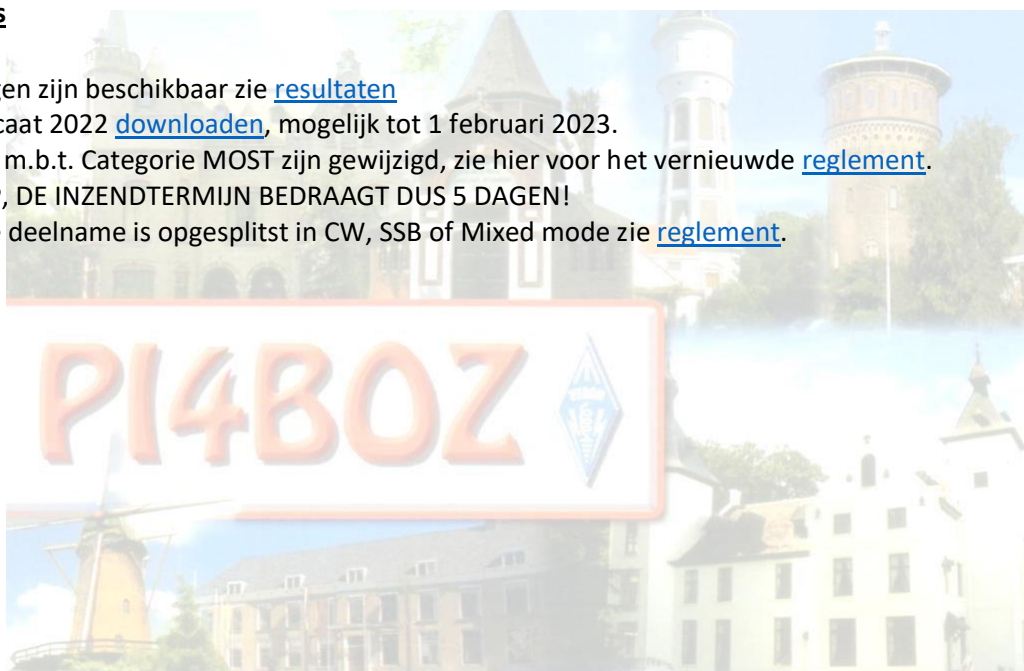 s
gen zijn beschikbaar zie resultaten
caat 2022 downloaden, mogelijk tot 1 februari 2023.
m.b.t. Categorie MOST zijn gewijzigd, zie hier voor het vernieuwde reglement.
, DE INZENDTERMIJN BEDRAAGT DUS 5 DAGEN!
deelname is opgesplitst in CW, SSB of Mixed mode zie reglement.
PI4BOZ